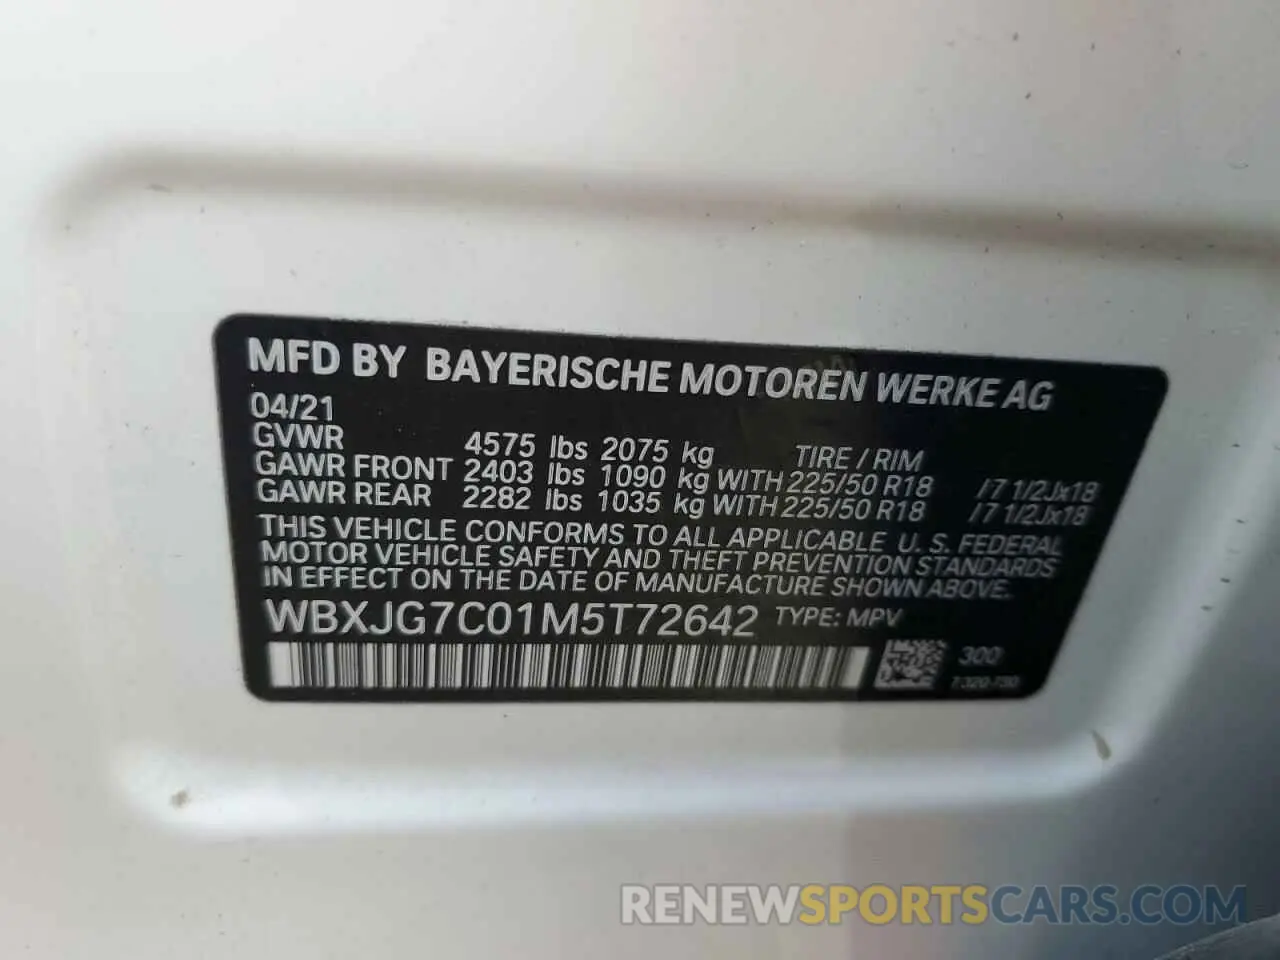 MFD BY BAYERISCHE MOTOREN WERKE AG
04/21
GVWR 4575 lbs 2075 kg TIRE / RIM
GAWR FRONT 2403 lbs 1090 kg WITH 225/50 R18 /7 1/2Jx18
GAWR REAR 2282 lbs 1035 kg WITH 225/50 R18 /7 1/2Jx18
THIS VEHICLE CONFORMS TO ALL APPLICABLE U. S. FEDERAL
MOTOR VEHICLE SAFETY AND THEFT PREVENTION STANDARDS
IN EFFECT ON THE DATE OF MANUFACTURE SHOWN ABOVE.
WBXJG7C01M5T72642 TYPE: MPV
300
RENEWSPORTSCARS.COM